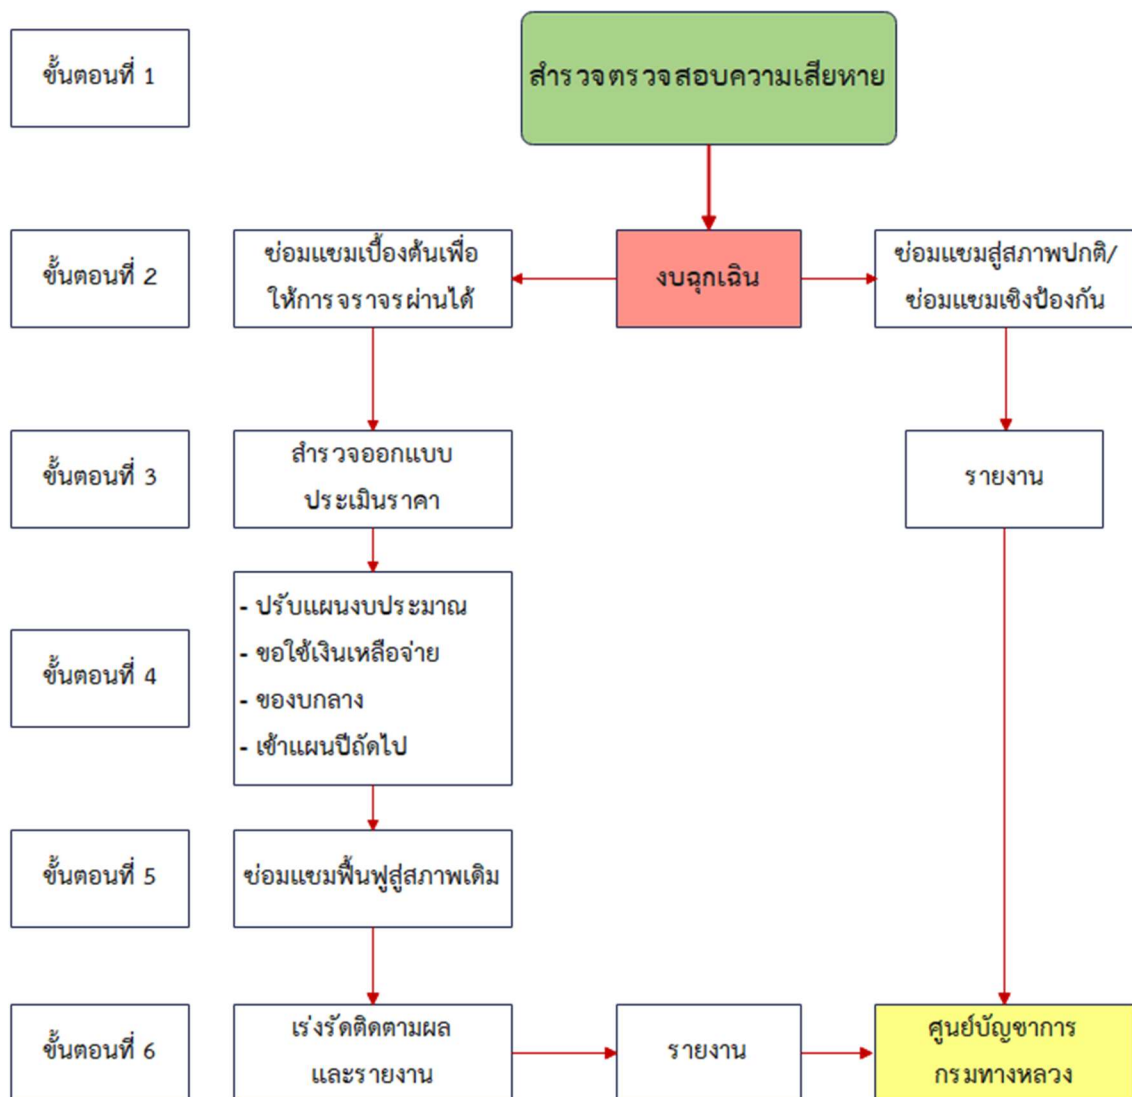 ขั้นตอนที่ 1
สำรวจตรวจสอบความเสียหาย
ขั้นตอนที่ 2
ซ่อมแซมเบื้องต้นเพื่อ
ให้การจราจรผ่านได้
งบฉุกเฉิน
ซ่อมแซมสู่สภาพปกติ/
ซ่อมแซมเชิงป้องกัน
ขั้นตอนที่ 3
สำรวจออกแบบ
ประเมินราคา
รายงาน
ขั้นตอนที่ 4
- ปรับแผนงบประมาณ
- ขอใช้เงินเหลือจ่าย
- ของบกลาง
- เข้าแผนปีถัดไป
ขั้นตอนที่ 5
ซ่อมแซมฟื้นฟูสู่สภาพเดิม
ขั้นตอนที่ 6
เร่งรัดติดตามผล
และรายงาน
รายงาน
ศูนย์บัญชาการ
กรมทางหลวง